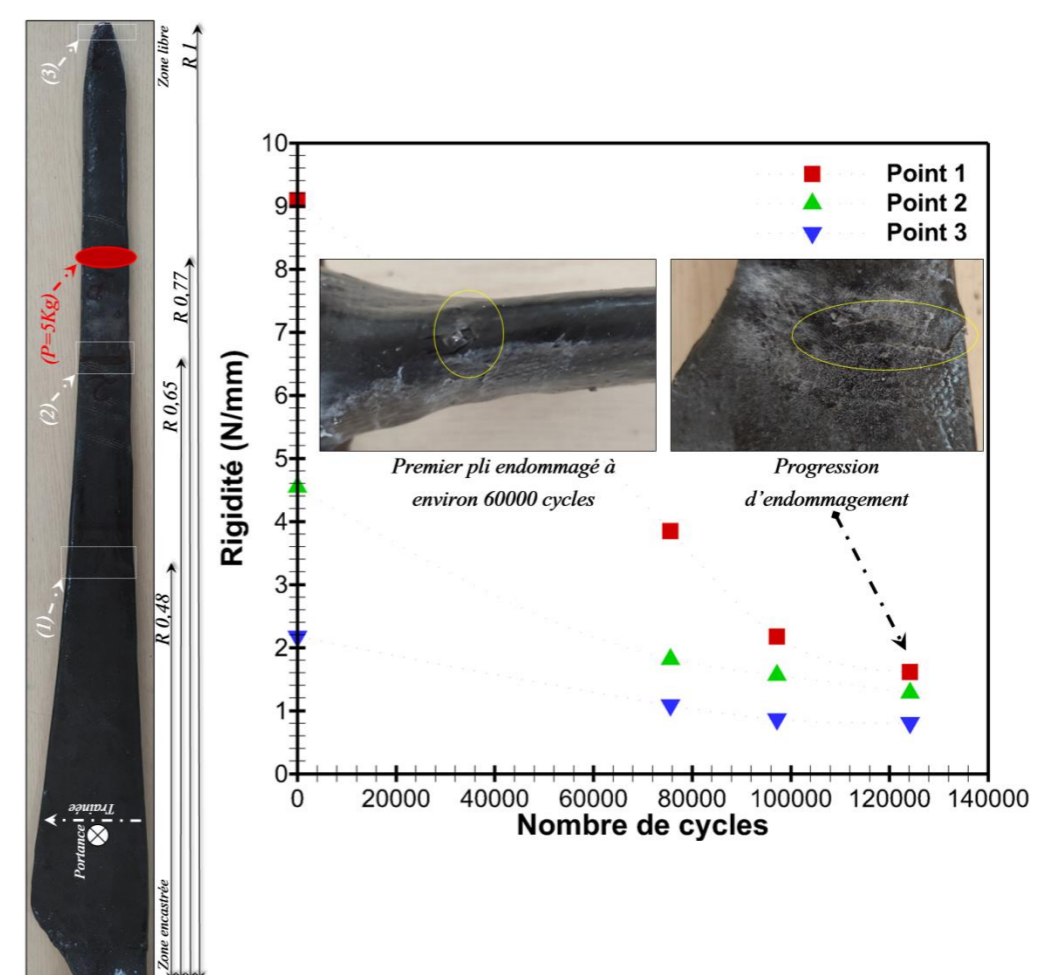 (3)
Zone libre
R 1
(P=5Kg)
R 0,77
(2)
R 0,65
(1)
R 0,48
Trainée
Portance
Zone encastrée
Rigidité (N/mm)
10
9
8
7
6
5
4
3
2
1
0
Point 1
Point 2
Point 3
Premier pli endommagé à
environ 60000 cycles
Progression
d’endommagement
0 20000 40000 60000 80000 100000 120000 140000
Nombre de cycles